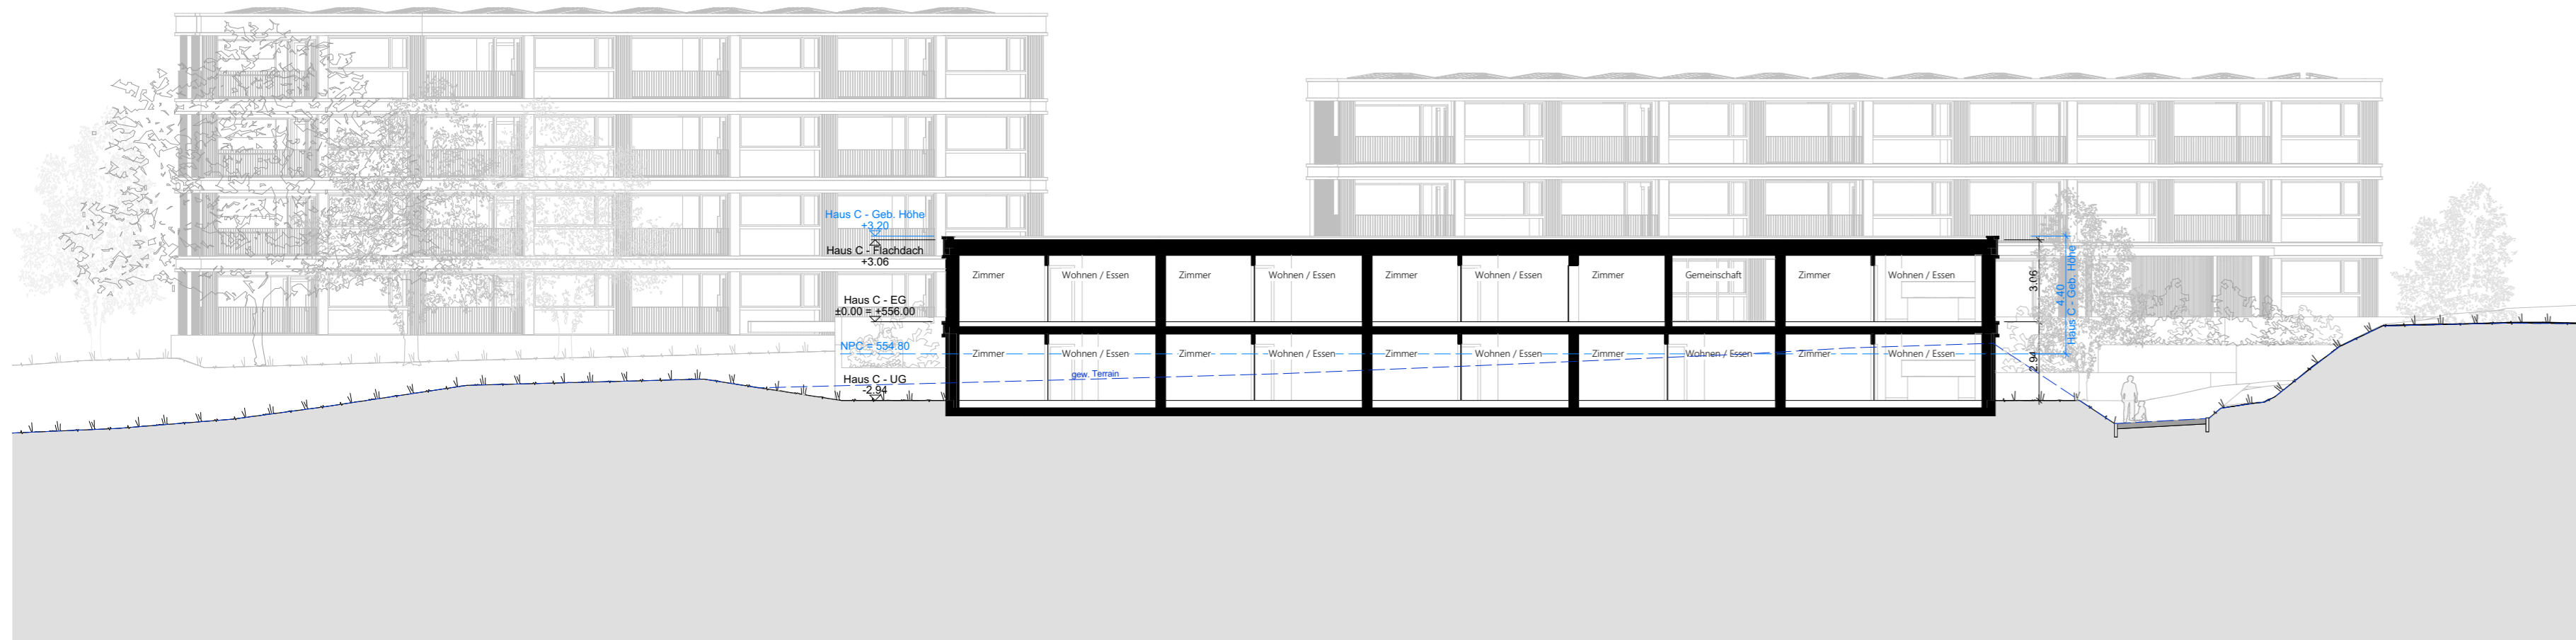 Haus C - Geb. Höhe
+3.20
Haus C - Flachdach
+3.06
Haus C - EG
±0.00 = +556.00
NPC = 554.80
Haus C - UG
-2.94
Zimmer Wohnen / Essen Zimmer Wohnen / Essen Zimmer Wohnen / Essen Zimmer Gemeinschaft Zimmer Wohnen / Essen
Zimmer Wohnen / Essen Zimmer Wohnen / Essen Zimmer Wohnen / Essen Zimmer Wohnen / Essen Zimmer Wohnen / Essen
gew. Terrain
3.06
2.94
4.40
Haus C - Geb. Höhe